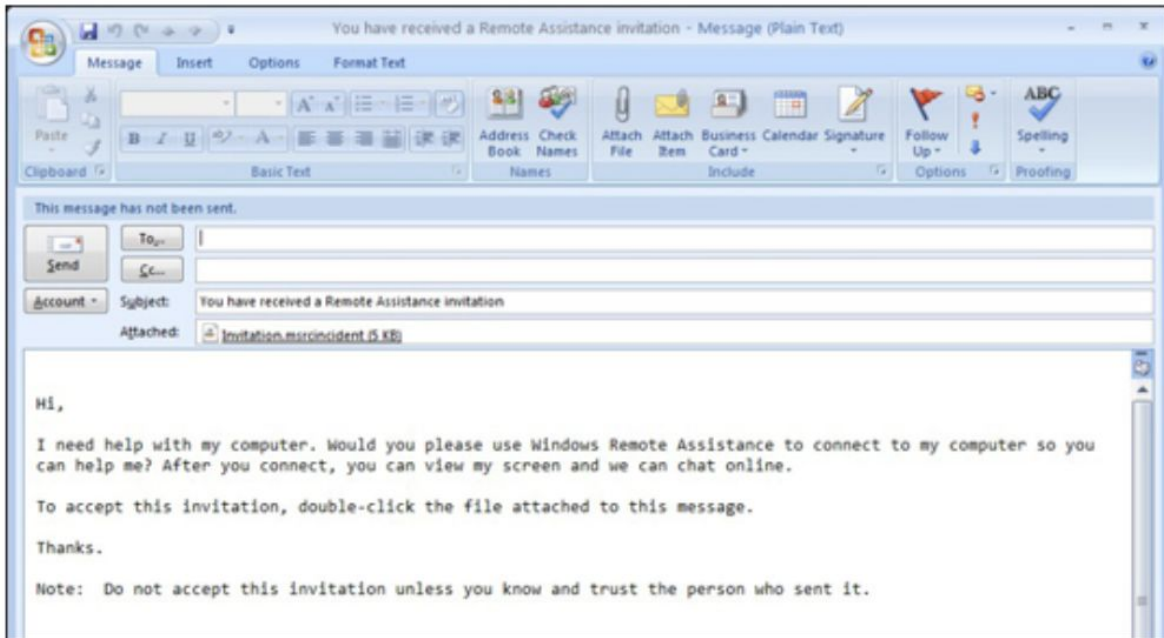 You have received a Remote Assistance invitation - Message (Plain Text)
Message Insert Options Format Text
Paste
B I U A
Address Book
Check Names
Attach File
Attach Item
Business Card
Calendar
Signature
Follow Up
ABC
Spelling
Clipboard Basic Text Names Include Options Proofing
This message has not been sent.
Send
To...
Cc...
Account
Subject: You have received a Remote Assistance invitation
Attached: Invitation.msrcincident (5 KB)
Hi,
I need help with my computer. Would you please use Windows Remote Assistance to connect to my computer so you
can help me? After you connect, you can view my screen and we can chat online.
To accept this invitation, double-click the file attached to this message.
Thanks.
Note: Do not accept this invitation unless you know and trust the person who sent it.